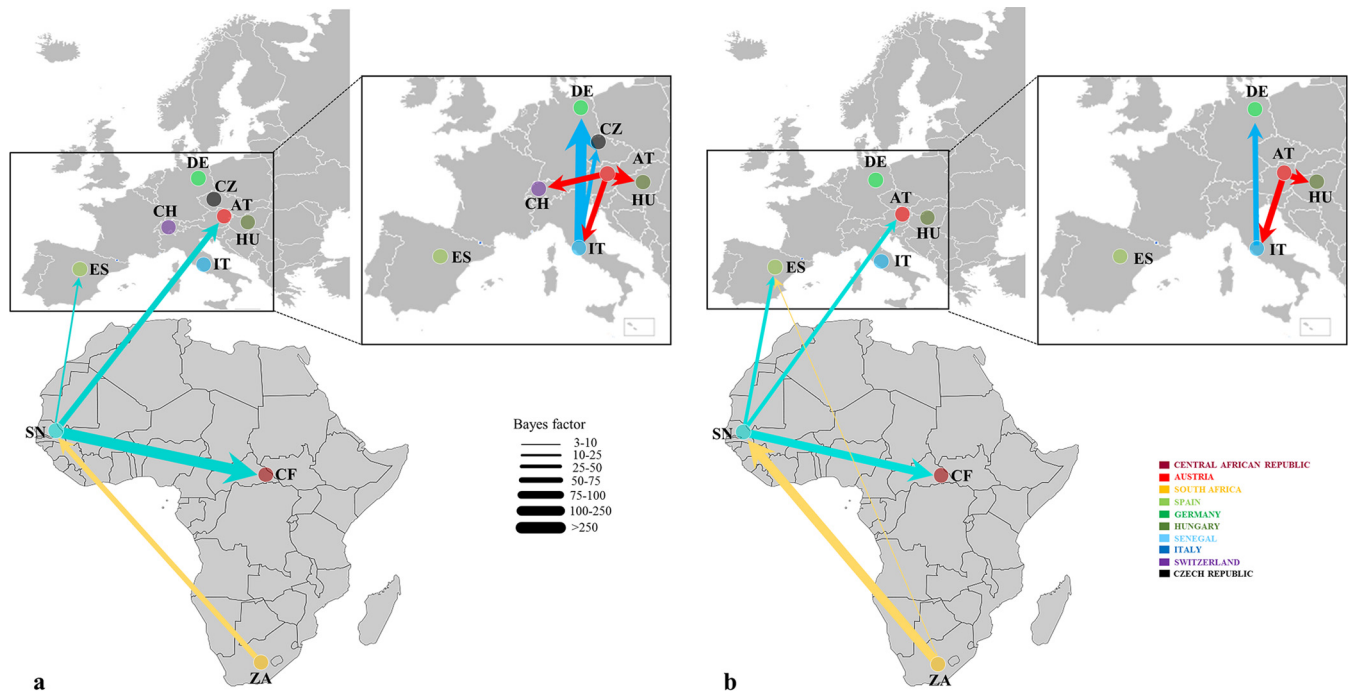 DE
CZ
CH
AT
HU
ES
IT
DE
CZ
AT
CH
HU
ES
IT
SN
CF
ZA
Bayes factor
3-10
10-25
25-50
50-75
75-100
100-250
>250
a
DE
AT
HU
ES
IT
DE
AT
HU
ES
IT
SN
CF
ZA
CENTRAL AFRICAN REPUBLIC
AUSTRIA
SOUTH AFRICA
SPAIN
GERMANY
HUNGARY
SENEGAL
ITALY
SWITZERLAND
CZECH REPUBLIC
b